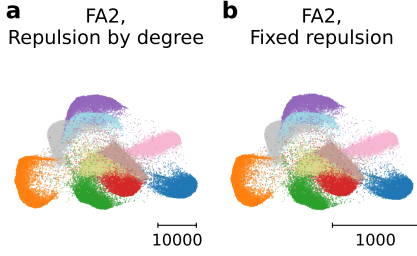 a
FA2,
Repulsion by degree
10000
b
FA2,
Fixed repulsion
1000